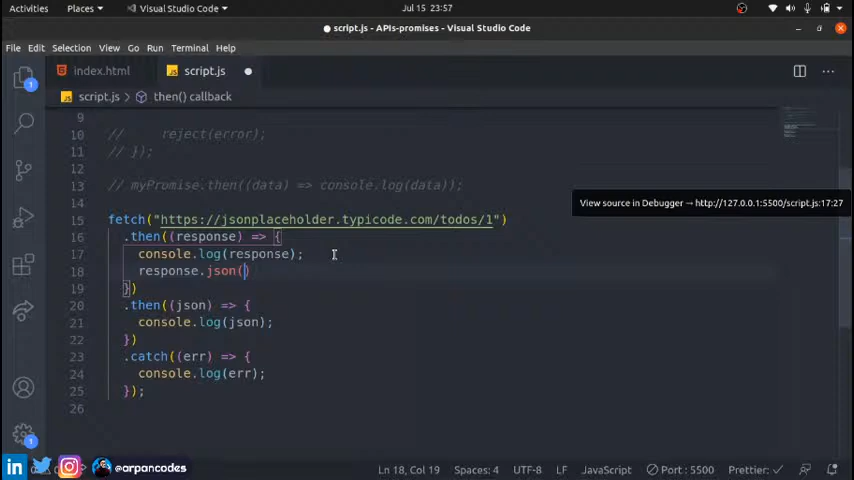 Activities Places Visual Studio Code Jul 15 23:57
script.js - APIs-promises - Visual Studio Code
File Edit Selection View Go Run Terminal Help
index.html script.js
script.js > then() callback
9
10 // reject(error);
11 // });
12
13 // myPromise.then((data) => console.log(data));
View source in Debugger → http://127.0.0.1:5500/script.js:17:27
14
15 fetch("https://jsonplaceholder.typicode.com/todos/1")
16 .then((response) => {
17 console.log(response);
18 response.json()
19 })
20 .then((json) => {
21 console.log(json);
22 })
23 .catch((err) => {
24 console.log(err);
25 });
26
1
1
in @arpancodes
Ln 18, Col 19 Spaces: 4 UTF-8 LF JavaScript Port : 5500 Prettier: ✓